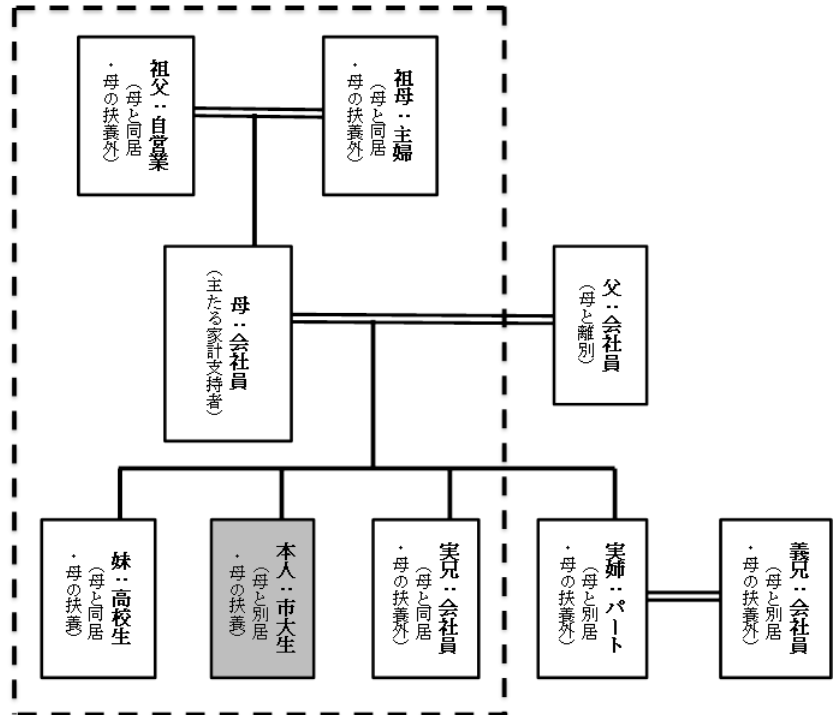 祖父：自営業
（母と同居
・母の扶養外）
祖母：主婦
（母と同居
・母の扶養外）
母：会社員
（主たる家計支持者）
父：会社員
（母と離別）
妹：高校生
（母と同居
・母の扶養）
本人：市大生
（母と別居
・母の扶養）
実兄：会社員
（母と同居
・母の扶養外）
実姉：パート
（母と別居
・母の扶養外）
義兄：会社員
（母と別居
・母の扶養外）